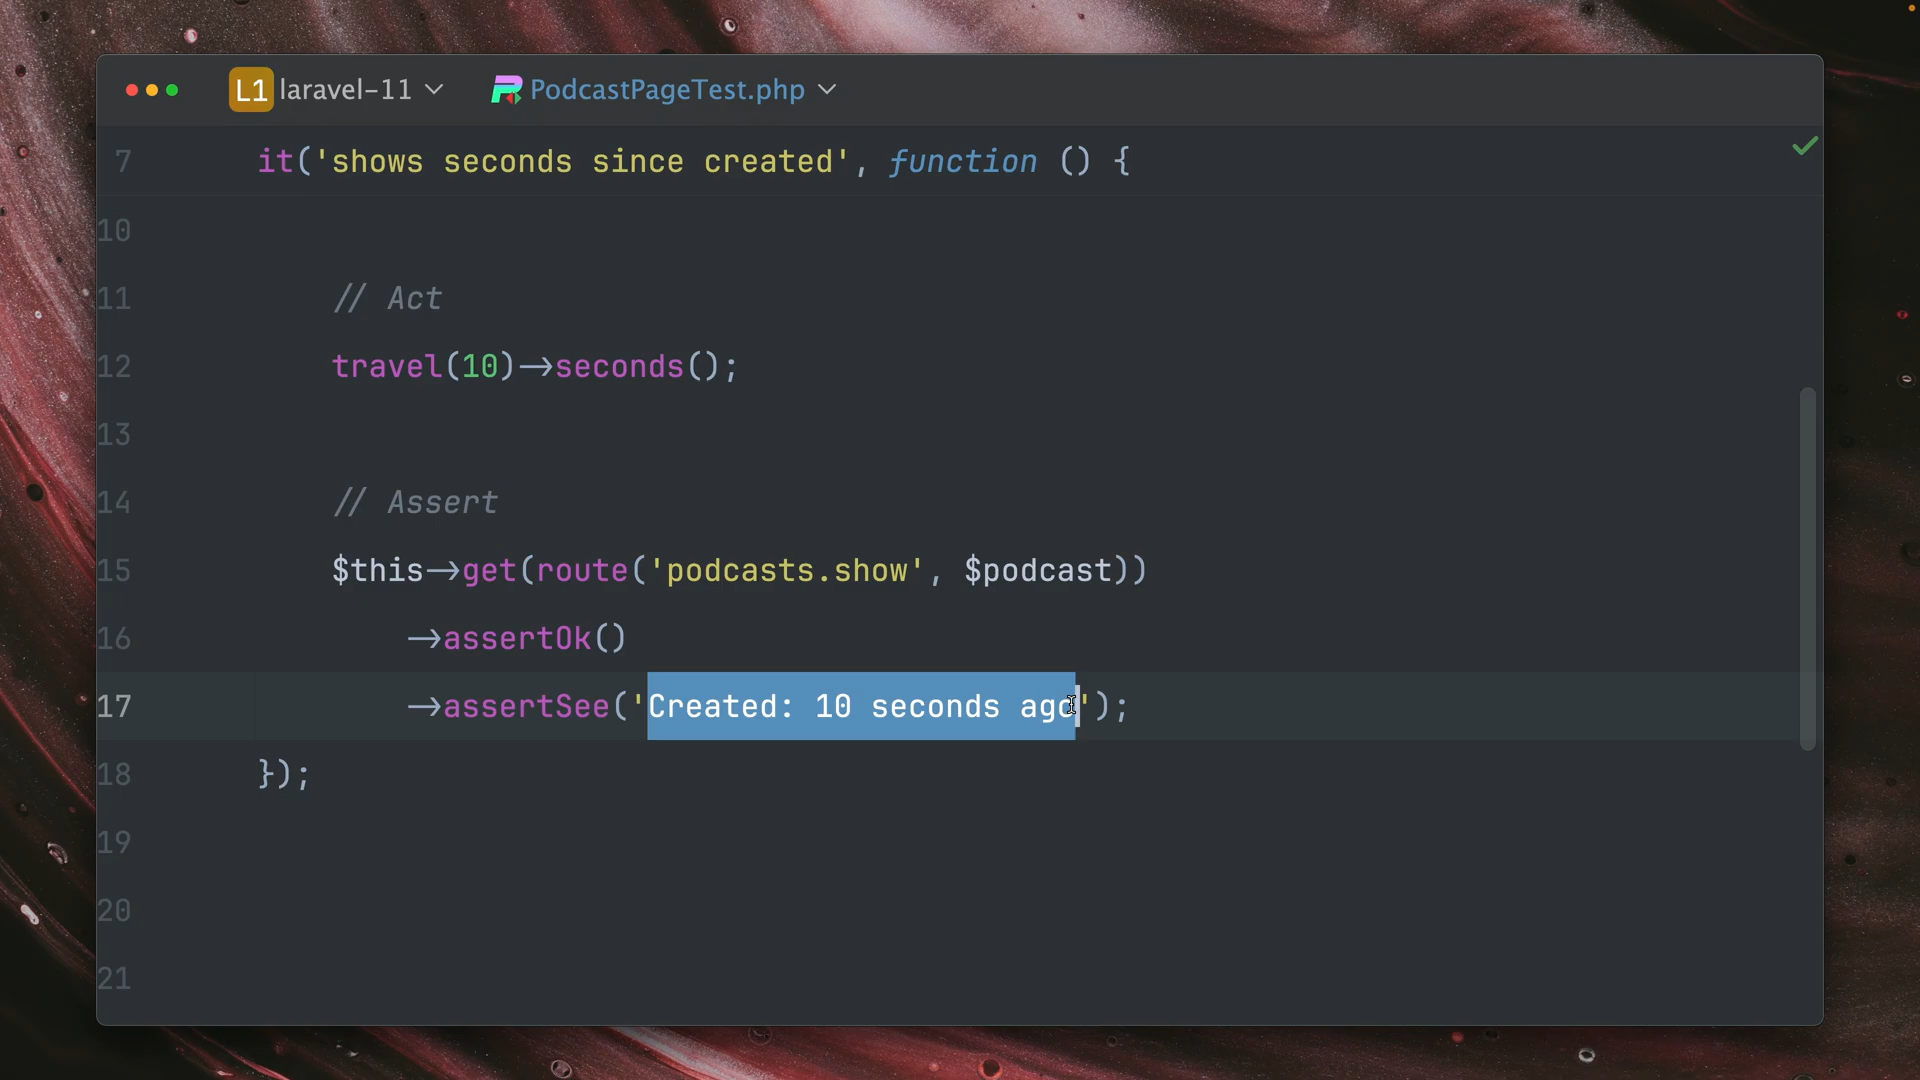 L1 laravel-11 PodcastPageTest.php
7 it('shows seconds since created', function () {
10
11 // Act
12 travel(10)->seconds();
13
14 // Assert
15 $this->get(route('podcasts.show', $podcast))
16 ->assertOk()
17 ->assertSee('Created: 10 seconds ago');
18 });
19
20
21